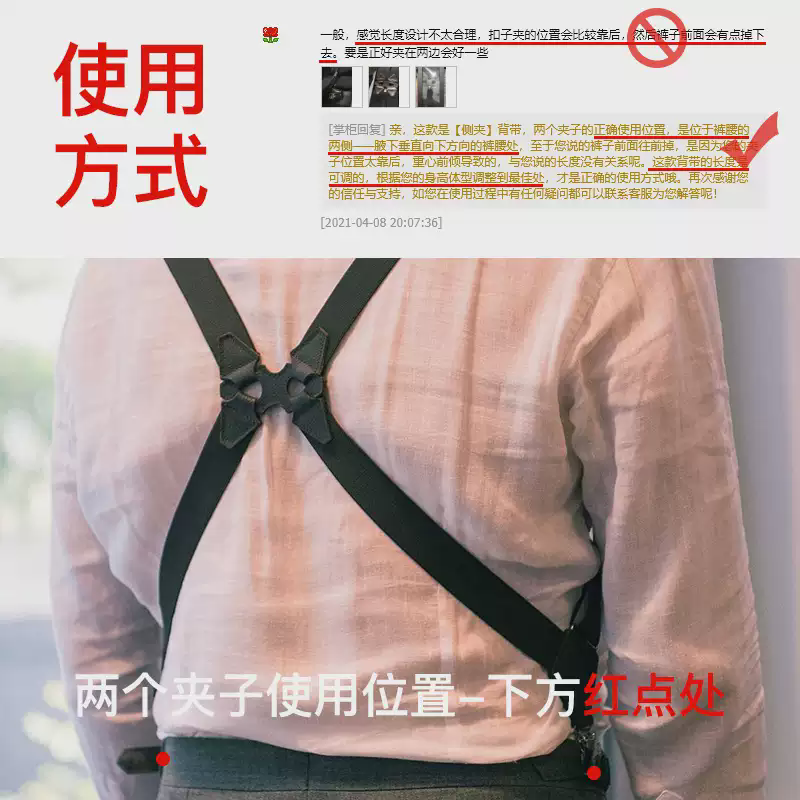 使用
方式
一般，感觉长度设计不太合理，扣子夹的位置会比较靠后，然后裤子前面会有点掉下
去。要是正好夹在两边会好一些
[掌柜回复] 亲，这款是【侧夹】背带，两个夹子的正确使用位置，是位于裤腰的
两侧——腋下垂直向下方向的裤腰处，至于您说的裤子前面往前掉，是因为您的夹
子位置太靠后，重心前倾导致的，与您说的长度没有关系呢。这款背带的长度是
可调的，根据您的身高体型调整到最佳处，才是正确的使用方式哦。再次感谢您
的信任与支持，如您在使用过程中有任何疑问都可以联系客服为您解答呢！
[2021-04-08 20:07:36]
两个夹子使用位置–下方红点处